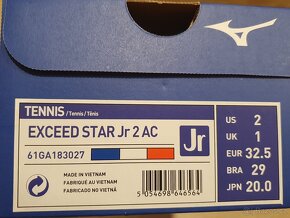 TENNIS / Tennis / Tênis
EXCEED STAR Jr 2 AC
61GA183027
Jr
MADE IN VIETNAM
FABRIQUÉ AU VIETNAM
FABRICADO NO VIETNÃ
5 054698 646564
US 2
UK 1
EUR 32.5
BRA 29
JPN 20.0